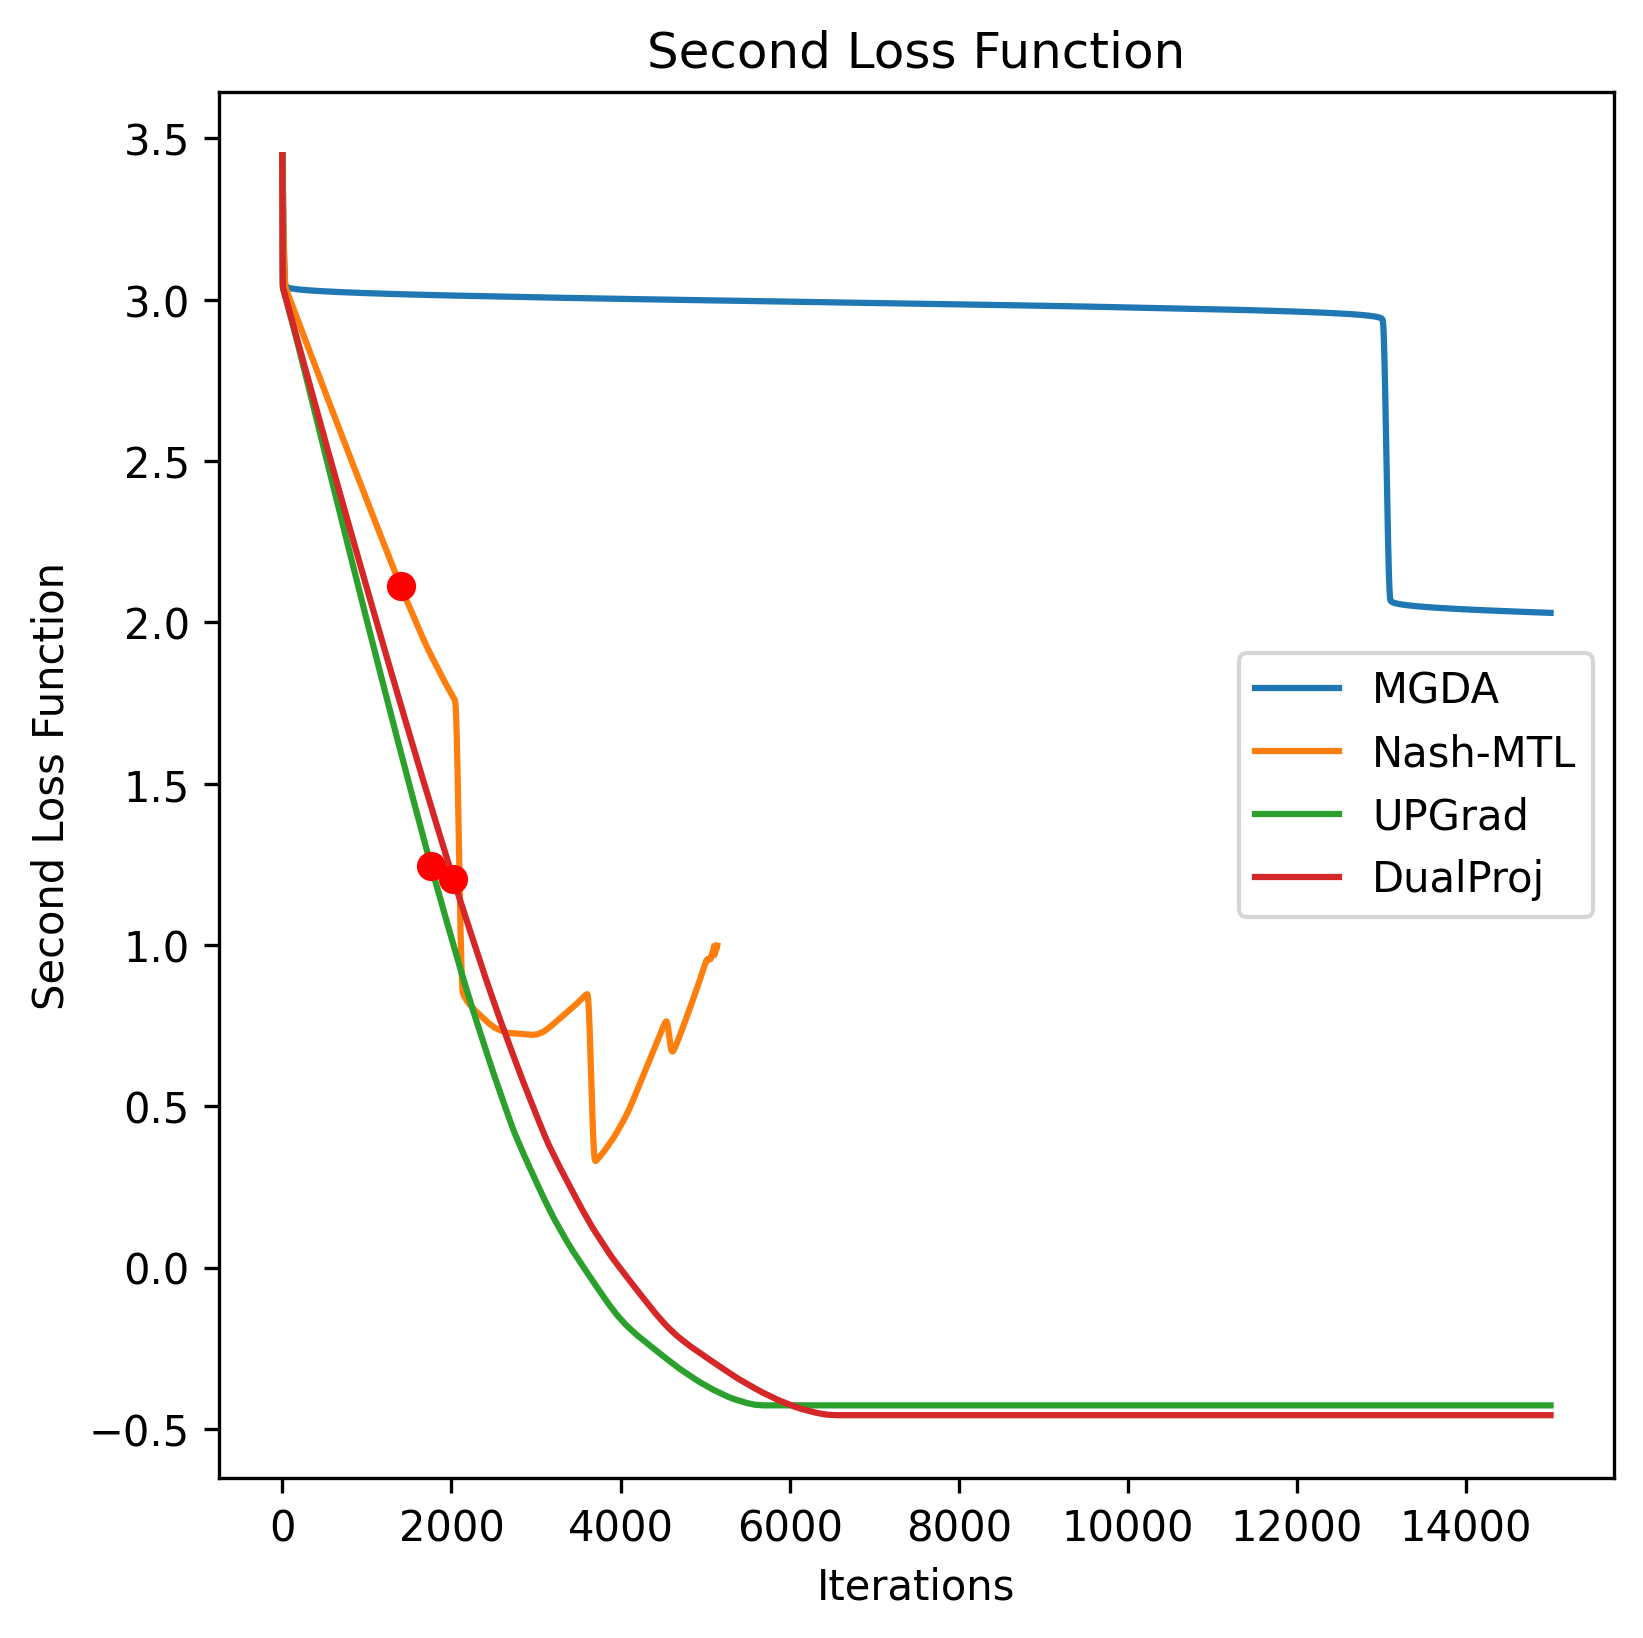 Second Loss Function
3.5
3.0
2.5
2.0
1.5
1.0
0.5
0.0
−0.5
Second Loss Function
MGDA
Nash-MTL
UPGrad
DualProj
0 2000 4000 6000 8000 10000 12000 14000
Iterations